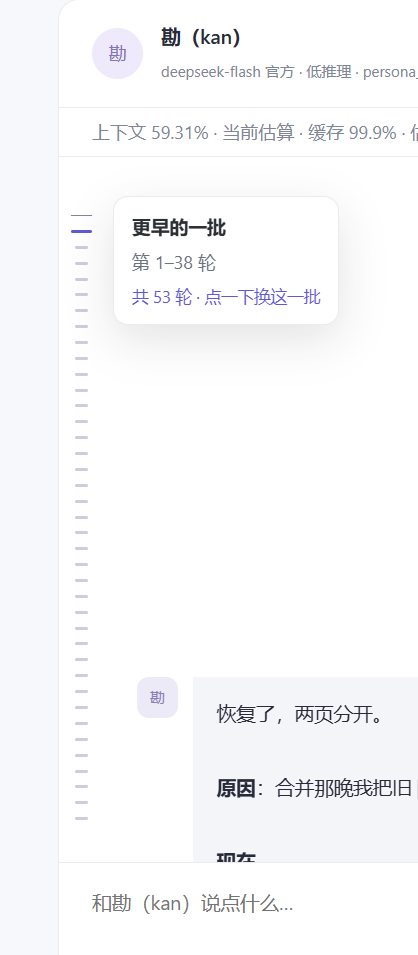 勘
勘（kan）
deepseek-flash 官方 · 低推理 · persona_
上下文 59.31% · 当前估算 · 缓存 99.9% ·
更早的一批
第 1–38 轮
共 53 轮 · 点一下换这一批
勘
恢复了，两页分开。
原因：合并那晚我把旧
现在
和勘（kan）说点什么...